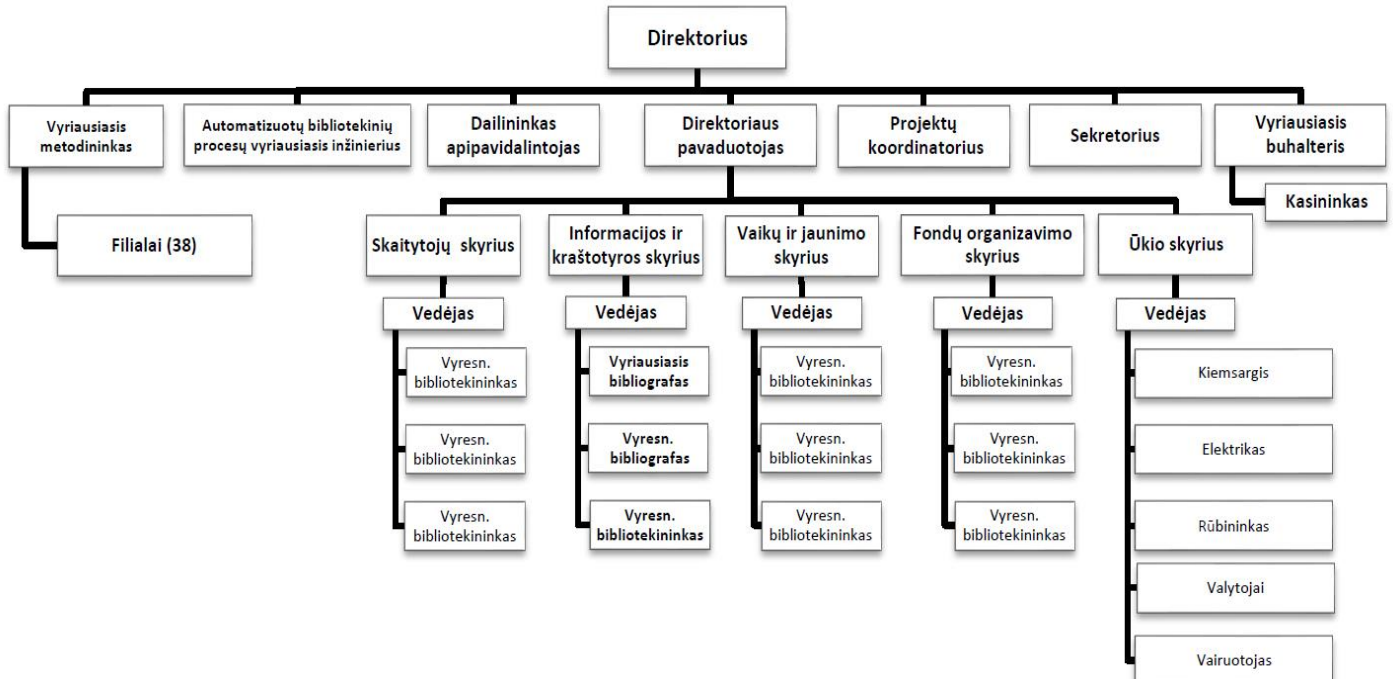 Direktorius
Vyriausiasis
metodininkas
Automatizuotų bibliotekinių
procesų vyriausiasis inžinierius
Dailininkas
apipavidalintojas
Direktoriaus
pavaduotojas
Projektų
koordinatorius
Sekretorius
Vyriausiasis
buhalteris
Kasininkas
Filialai (38)
Skaitytojų skyrius
Informacijos ir
kraštotyros skyrius
Vaikų ir jaunimo
skyrius
Fondų organizavimo
skyrius
Ūkio skyrius
Vedėjas
Vedėjas
Vedėjas
Vedėjas
Vedėjas
Vyresn.
bibliotekininkas
Vyriausiasis
bibliografas
Vyresn.
bibliotekininkas
Vyresn.
bibliotekininkas
Kiemsargis
Vyresn.
bibliotekininkas
Vyresn.
bibliografas
Vyresn.
bibliotekininkas
Vyresn.
bibliotekininkas
Elektrikas
Vyresn.
bibliotekininkas
Vyresn.
bibliotekininkas
Vyresn.
bibliotekininkas
Vyresn.
bibliotekininkas
Rūbininkas
Valytojai
Vairuotojas